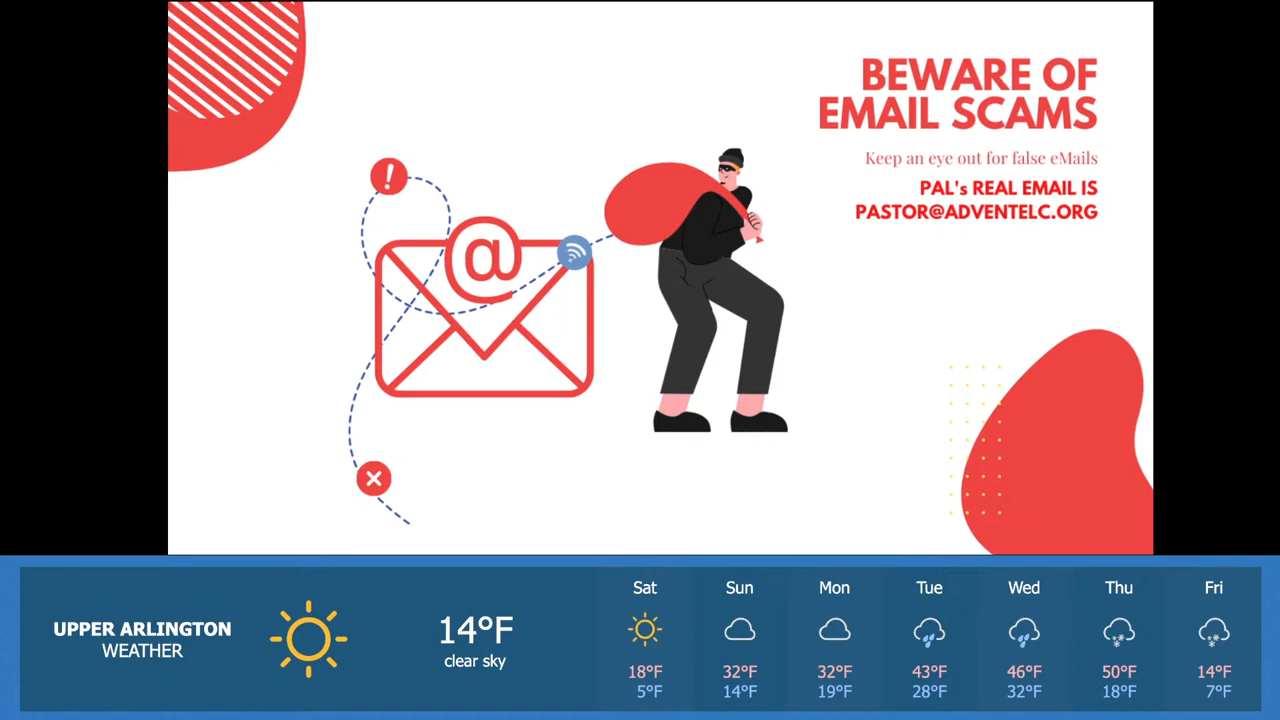 BEWARE OF
EMAIL SCAMS
Keep an eye out for false eMails
PAL's REAL EMAIL IS
PASTOR@ADVENTELC.ORG
!
@
UPPER ARLINGTON
WEATHER
14°F
clear sky
Sat Sun Mon Tue Wed Thu Fri
18°F 32°F 32°F 43°F 46°F 50°F 14°F
5°F 14°F 19°F 28°F 32°F 18°F 7°F